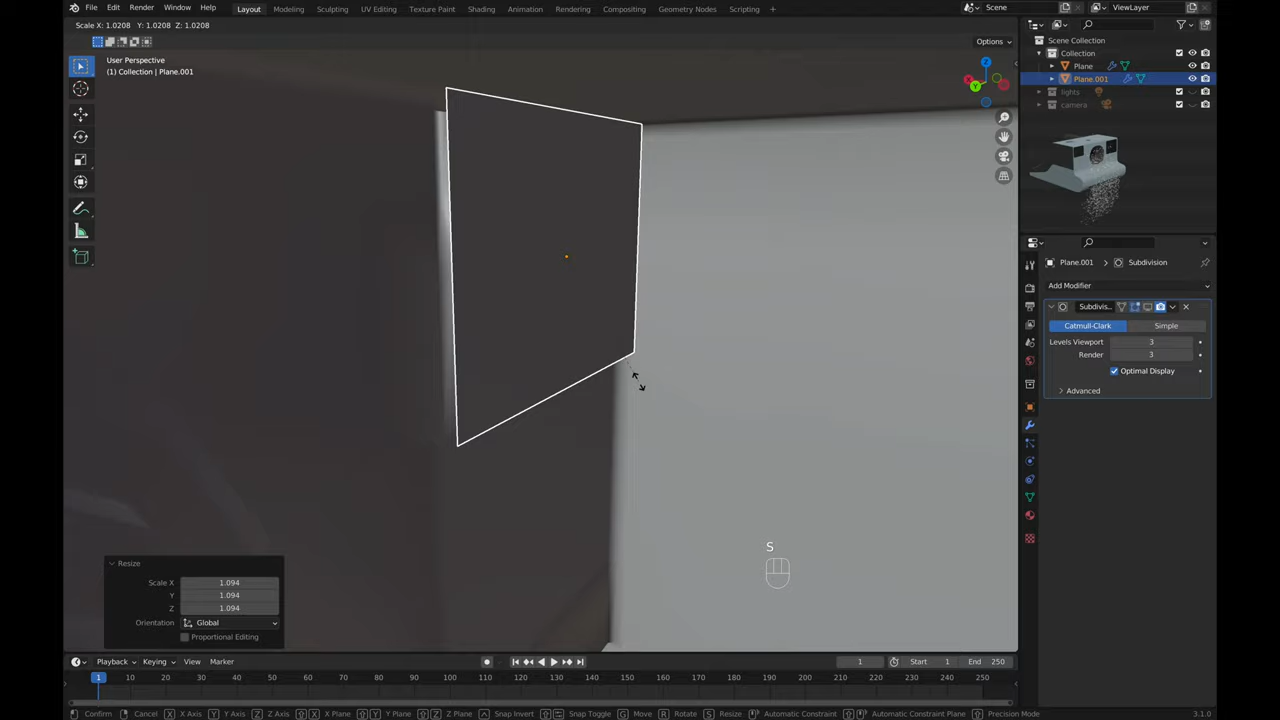 File Edit Render Window Help Layout Modeling Sculpting UV Editing Texture Paint Shading Animation Rendering Compositing Geometry Nodes Scripting Scene ViewLayer
Scale X: 1.0208 Y: 1.0208 Z: 1.0208
Options
User Perspective
(1) Collection | Plane.001
Scene Collection
Collection
Plane
Plane.001
lights
camera
X
Y
Z
Plane.001 > Subdivision
Add Modifier
Subdivis..
Catmull-Clark Simple
Levels Viewport 3
Render 3
Optimal Display
Advanced
S
Resize
Scale X 1.094
Y 1.094
Z 1.094
Orientation Global
Proportional Editing
Playback Keying View Marker 1 Start 1 End 250
1 10 20 30 40 50 60 70 80 90 100 110 120 130 140 150 160 170 180 190 200 210 220 230 240 250
Confirm Cancel X X Axis Y Y Axis Z Z Axis X X Plane Y Y Plane Z Z Plane Snap Invert Snap Toggle G Move R Rotate S Resize Automatic Constraint Automatic Constraint Plane Precision Mode 3.1.0